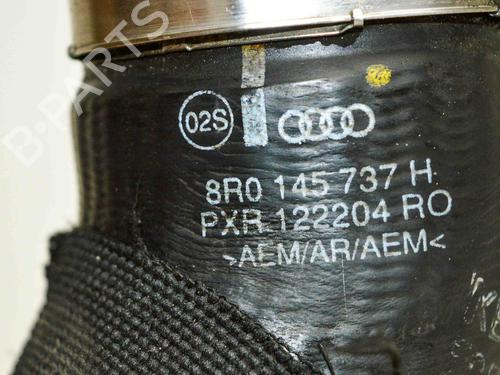 B-PARTS
02S
8R0 145 737 H
PXR 122204 RO
>AEM/AR/AEM<